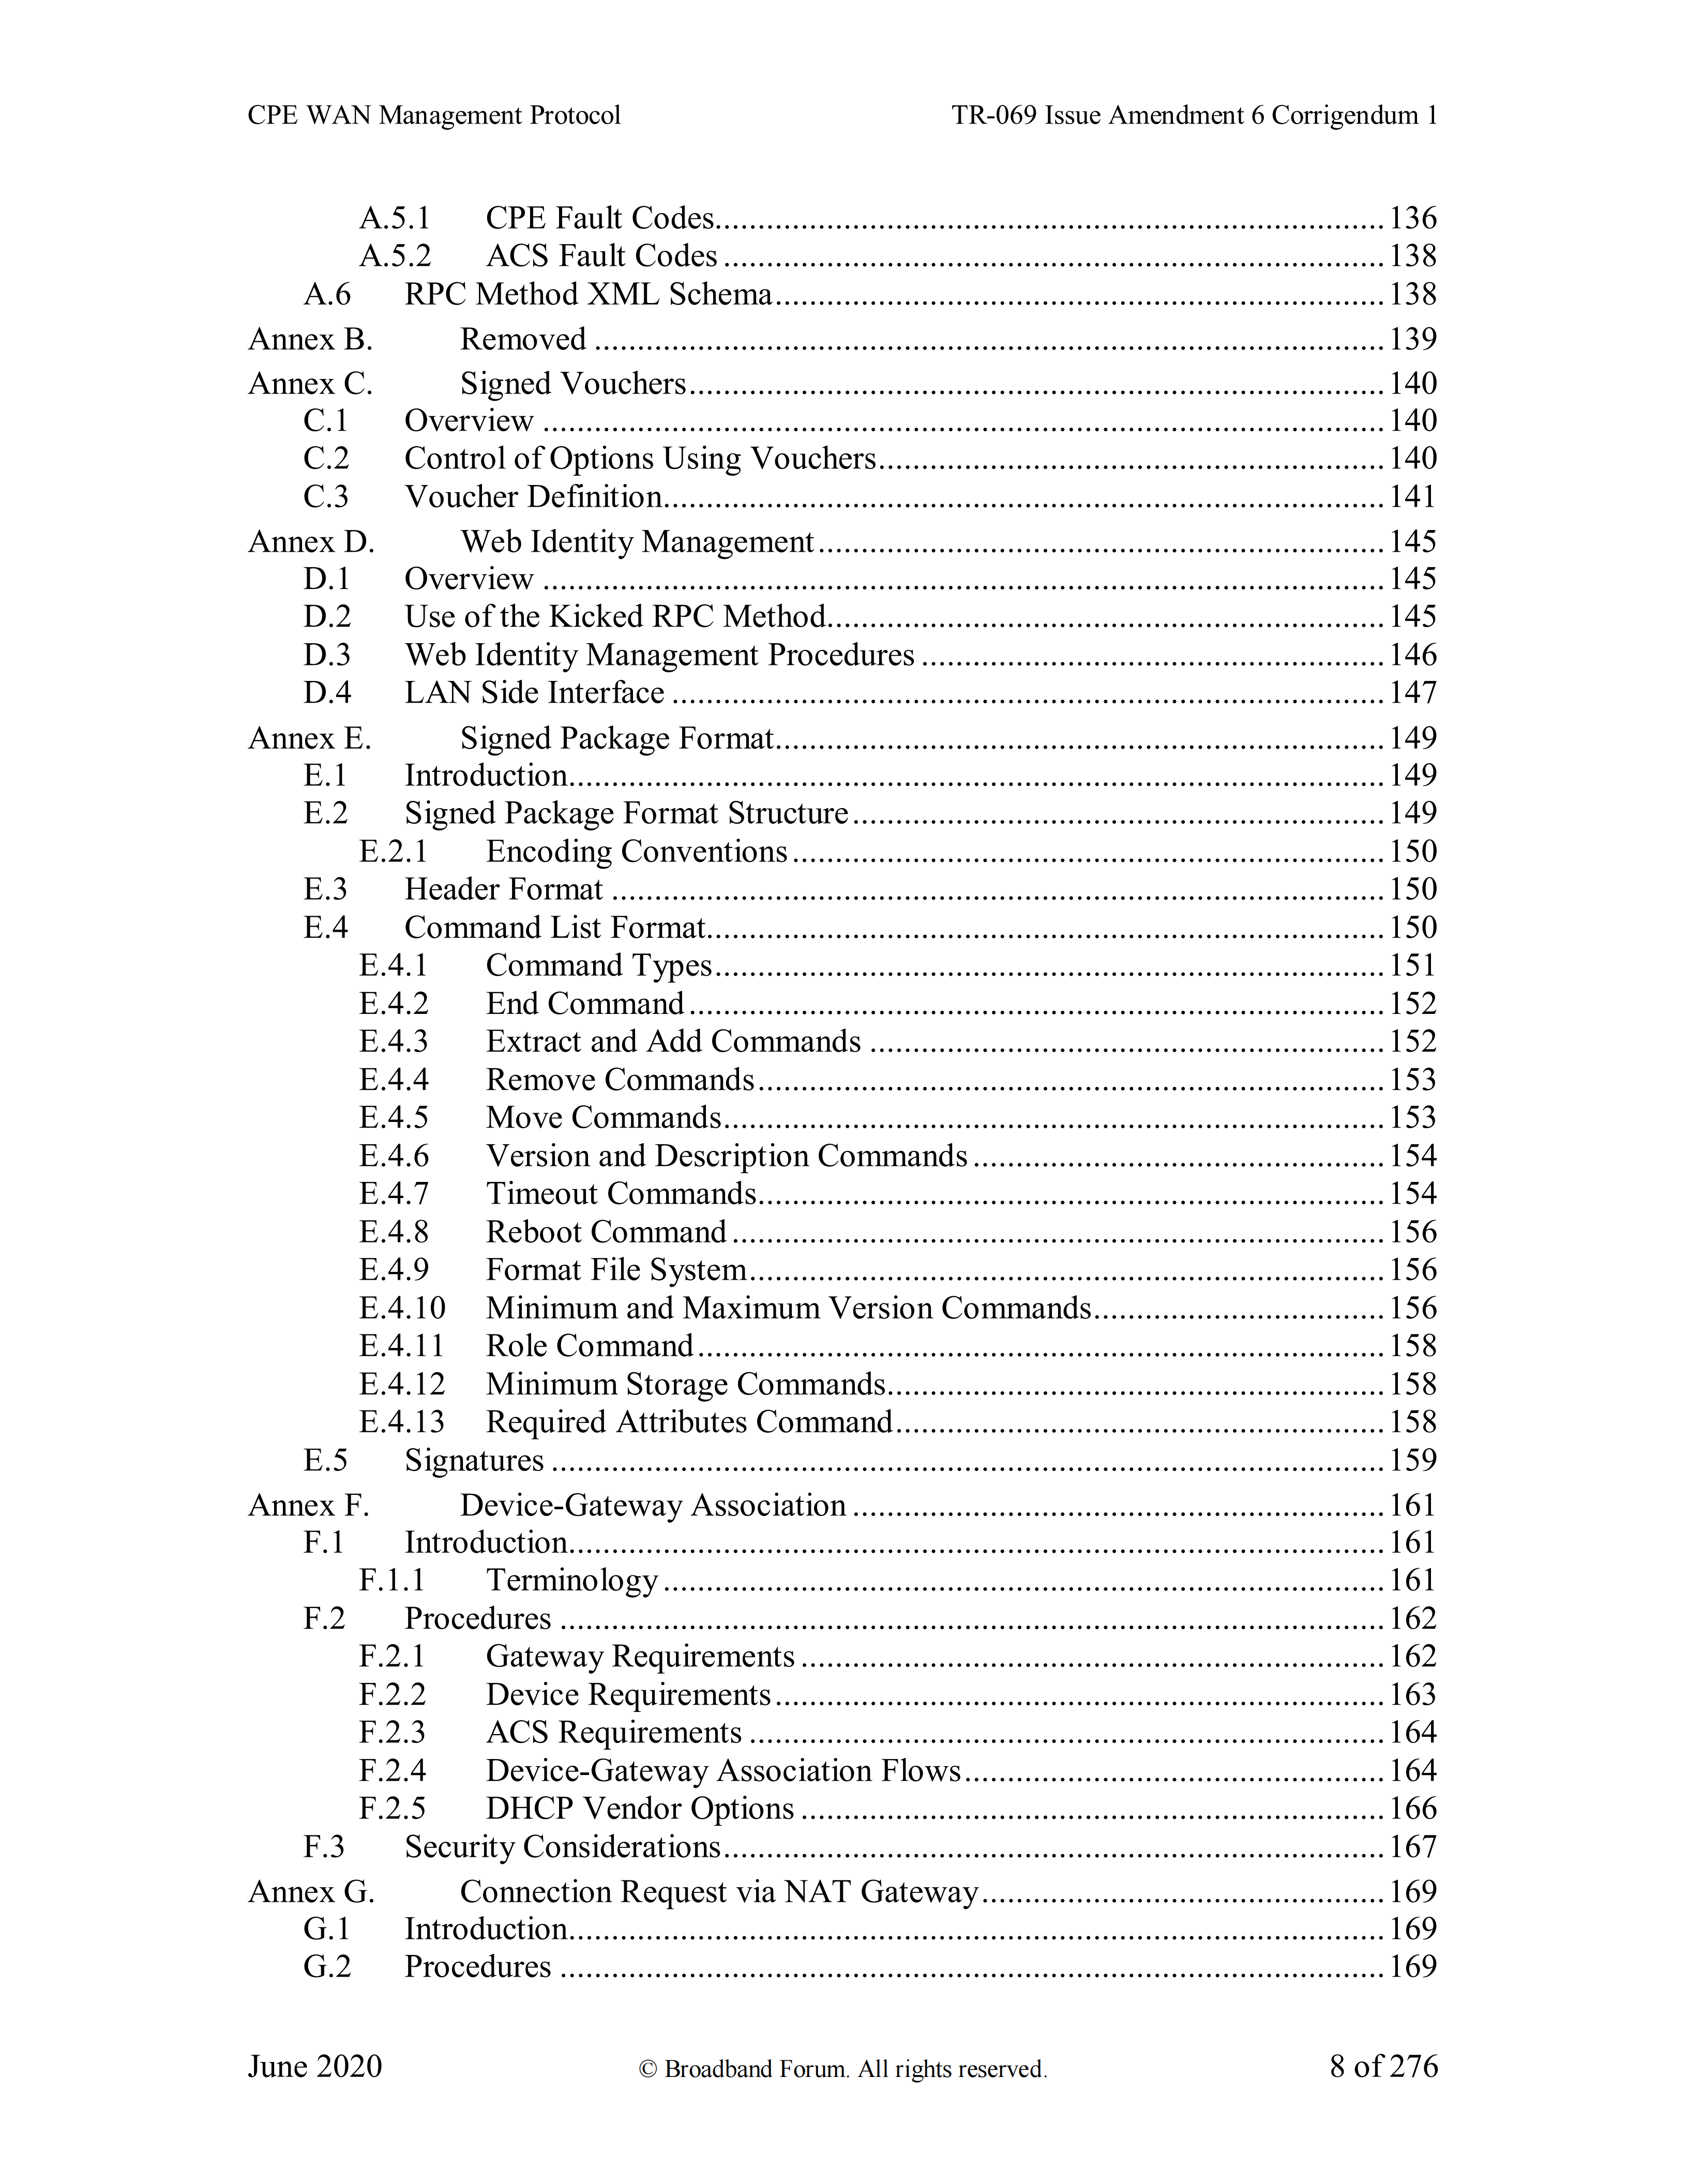 CPE WAN Management Protocol TR-069 Issue Amendment 6 Corrigendum 1
A.5.1 CPE Fault Codes 136
A.5.2 ACS Fault Codes 138
A.6 RPC Method XML Schema 138
Annex B. Removed 139
Annex C. Signed Vouchers 140
C.1 Overview 140
C.2 Control of Options Using Vouchers 140
C.3 Voucher Definition 141
Annex D. Web Identity Management 145
D.1 Overview 145
D.2 Use of the Kicked RPC Method 145
D.3 Web Identity Management Procedures 146
D.4 LAN Side Interface 147
Annex E. Signed Package Format 149
E.1 Introduction 149
E.2 Signed Package Format Structure 149
E.2.1 Encoding Conventions 150
E.3 Header Format 150
E.4 Command List Format 150
E.4.1 Command Types 151
E.4.2 End Command 152
E.4.3 Extract and Add Commands 152
E.4.4 Remove Commands 153
E.4.5 Move Commands 153
E.4.6 Version and Description Commands 154
E.4.7 Timeout Commands 154
E.4.8 Reboot Command 156
E.4.9 Format File System 156
E.4.10 Minimum and Maximum Version Commands 156
E.4.11 Role Command 158
E.4.12 Minimum Storage Commands 158
E.4.13 Required Attributes Command 158
E.5 Signatures 159
Annex F. Device-Gateway Association 161
F.1 Introduction 161
F.1.1 Terminology 161
F.2 Procedures 162
F.2.1 Gateway Requirements 162
F.2.2 Device Requirements 163
F.2.3 ACS Requirements 164
F.2.4 Device-Gateway Association Flows 164
F.2.5 DHCP Vendor Options 166
F.3 Security Considerations 167
Annex G. Connection Request via NAT Gateway 169
G.1 Introduction 169
G.2 Procedures 169
June 2020 © Broadband Forum. All rights reserved. 8 of 276